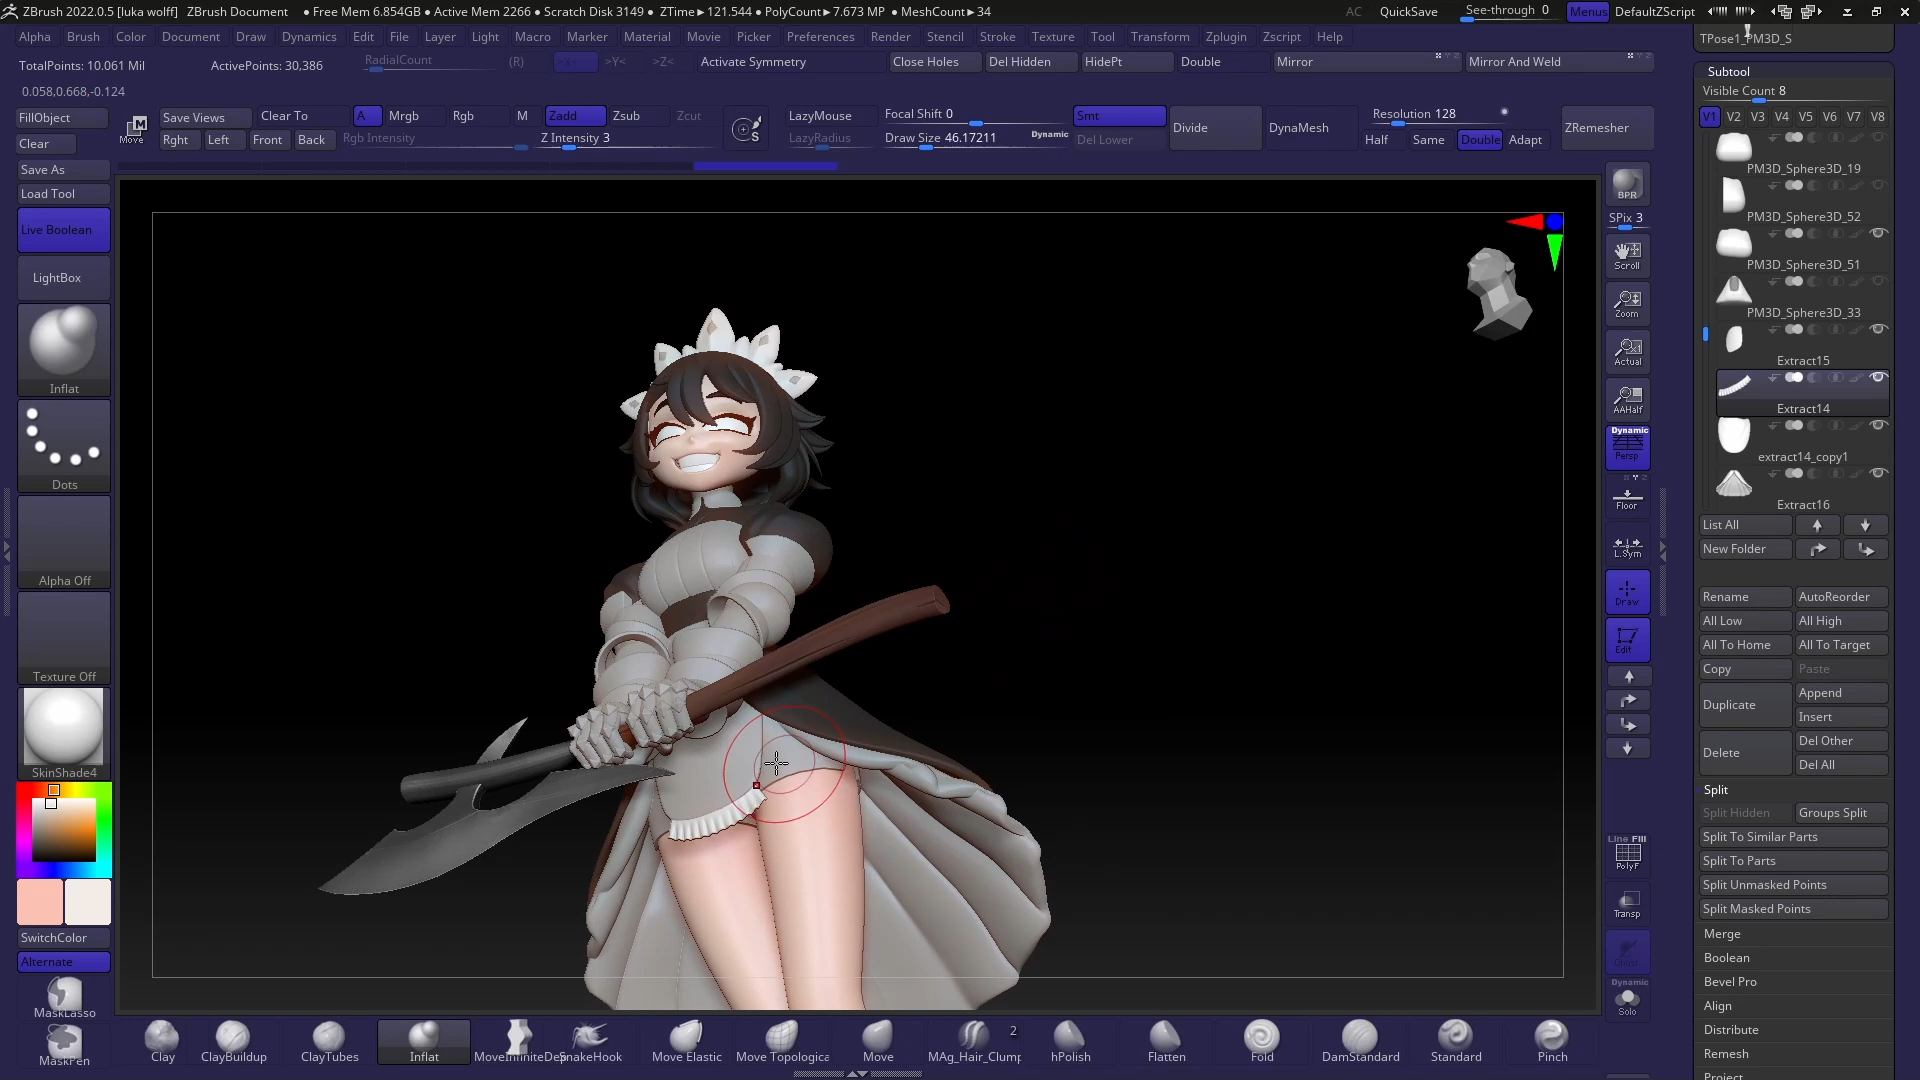 ZBrush 2022.0.5 [luka wolff] ZBrush Document ● Free Mem 6.854GB ● Active Mem 2266 ● Scratch Disk 3149 ● ZTime►121.544 ● PolyCount►7.673 MP ● MeshCount►34 AC QuickSave See-through 0 Menus DefaultZScript
Alpha Brush Color Document Draw Dynamics Edit File Layer Light Macro Marker Material Movie Picker Preferences Render Stencil Stroke Texture Tool Transform Zplugin Zscript Help
TPose1_PM3D_S
TotalPoints: 10.061 Mil ActivePoints: 30,386 RadialCount (R) >X< >Y< >Z< Activate Symmetry Close Holes Del Hidden HidePt Double Mirror Mirror And Weld
0.058,0.668,-0.124
FillObject Save Views Clear To A Mrgb Rgb M Zadd Zsub Zcut LazyMouse Focal Shift 0 Smt Divide DynaMesh Resolution 128 ZRemesher
Clear Rght Left Front Back Rgb Intensity Z Intensity 3 LazyRadius Draw Size 46.17211 Dynamic Del Lower Half Same Double Adapt
M
MOVE
S
Save As
Load Tool
Live Boolean
LightBox
Inflat
Dots
Alpha Off
Texture Off
SkinShade4
SwitchColor
Alternate
MaskLasso
MaskPen
Clay ClayBuildup ClayTubes Inflat SnakeHook Move Elastic Move Topologica Move MAg_Hair_Clump 2 hPolish Flatten Fold DamStandard Standard Pinch
BPR
SPix 3
Scroll
Zoom
Actual
AAHalf
Dynamic
Persp
Floor
L.Sym
Draw
Edit
Line Fill
PolyF
Transp
Dynamic
Solo
Subtool
Visible Count 8
V1 V2 V3 V4 V5 V6 V7 V8
PM3D_Sphere3D_19
PM3D_Sphere3D_52
PM3D_Sphere3D_51
PM3D_Sphere3D_33
Extract15
Extract14
extract14_copy1
Extract16
List All
New Folder
Rename AutoReorder
All Low All High
All To Home All To Target
Copy Paste
Duplicate Append
Insert
Delete Del Other
Del All
Split
Split Hidden Groups Split
Split To Similar Parts
Split To Parts
Split Unmasked Points
Split Masked Points
Merge
Boolean
Bevel Pro
Align
Distribute
Remesh
Project